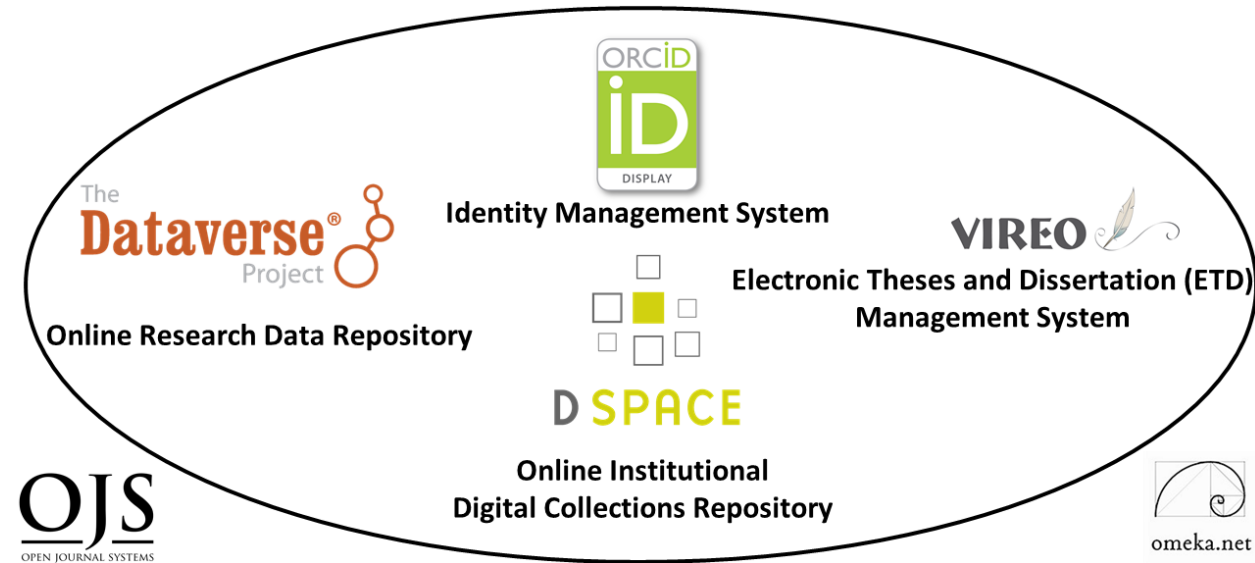 ORCiD
iD
DISPLAY
Identity Management System
The
Dataverse®
Project
Online Research Data Repository
VIREO
Electronic Theses and Dissertation (ETD)
Management System
D SPACE
Online Institutional
Digital Collections Repository
OJS
OPEN JOURNAL SYSTEMS
omeka.net